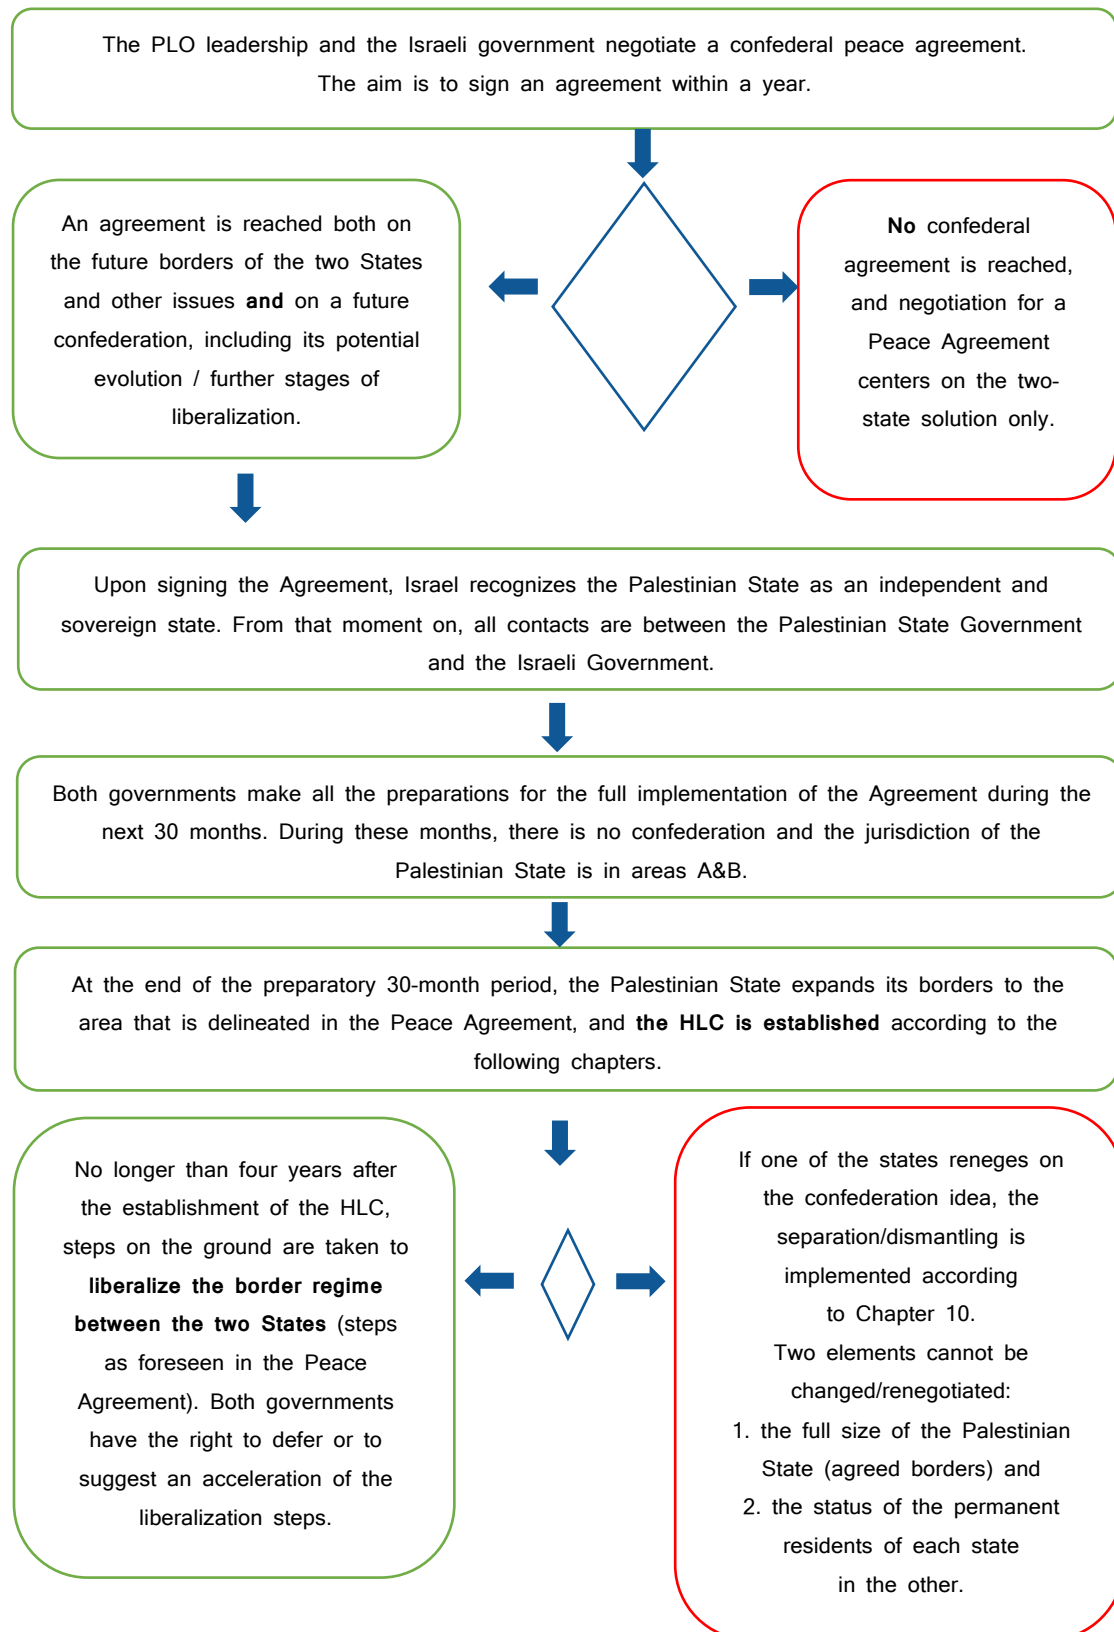 The PLO leadership and the Israeli government negotiate a confederal peace agreement.
The aim is to sign an agreement within a year.
An agreement is reached both on
the future borders of the two States
and other issues and on a future
confederation, including its potential
evolution / further stages of
liberalization.
No confederal
agreement is reached,
and negotiation for a
Peace Agreement
centers on the two-
state solution only.
Upon signing the Agreement, Israel recognizes the Palestinian State as an independent and
sovereign state. From that moment on, all contacts are between the Palestinian State Government
and the Israeli Government.
Both governments make all the preparations for the full implementation of the Agreement during the
next 30 months. During these months, there is no confederation and the jurisdiction of the
Palestinian State is in areas A&B.
At the end of the preparatory 30-month period, the Palestinian State expands its borders to the
area that is delineated in the Peace Agreement, and the HLC is established according to the
following chapters.
No longer than four years after
the establishment of the HLC,
steps on the ground are taken to
liberalize the border regime
between the two States (steps
as foreseen in the Peace
Agreement). Both governments
have the right to defer or to
suggest an acceleration of the
liberalization steps.
If one of the states reneges on
the confederation idea, the
separation/dismantling is
implemented according
to Chapter 10.
Two elements cannot be
changed/renegotiated:
1. the full size of the Palestinian
State (agreed borders) and
2. the status of the permanent
residents of each state
in the other.